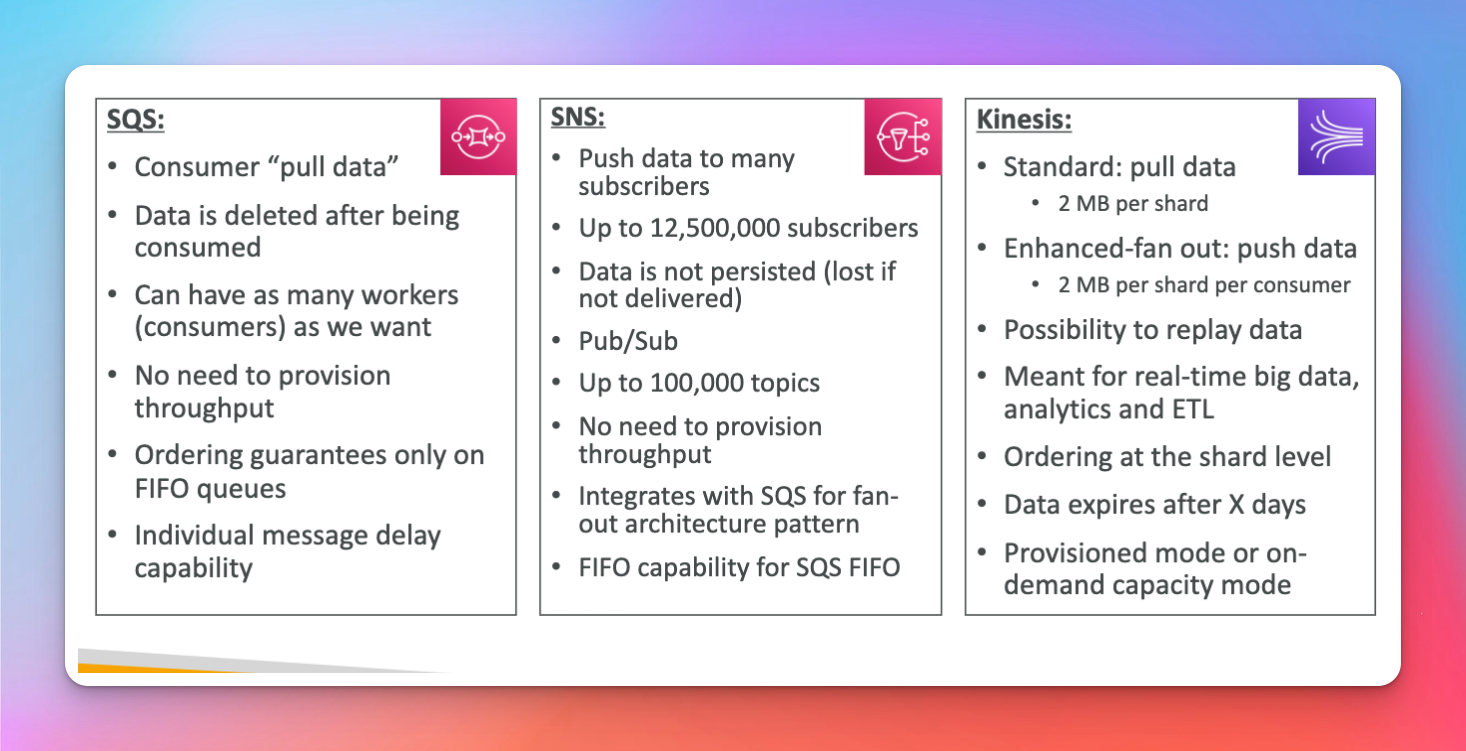 SQS:
• Consumer “pull data”
• Data is deleted after being
consumed
• Can have as many workers
(consumers) as we want
• No need to provision
throughput
• Ordering guarantees only on
FIFO queues
• Individual message delay
capability
SNS:
• Push data to many
subscribers
• Up to 12,500,000 subscribers
• Data is not persisted (lost if
not delivered)
• Pub/Sub
• Up to 100,000 topics
• No need to provision
throughput
• Integrates with SQS for fan-
out architecture pattern
• FIFO capability for SQS FIFO
Kinesis:
• Standard: pull data
• 2 MB per shard
• Enhanced-fan out: push data
• 2 MB per shard per consumer
• Possibility to replay data
• Meant for real-time big data,
analytics and ETL
• Ordering at the shard level
• Data expires after X days
• Provisioned mode or on-
demand capacity mode